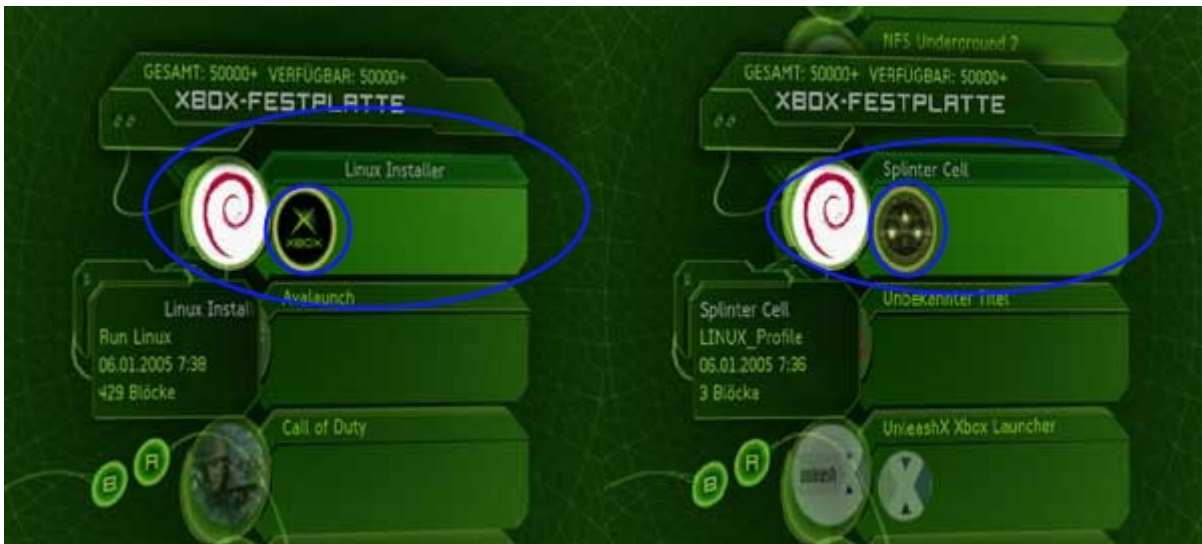 GESAMT: 50000+ VERFÜGBAR: 50000+
XBOX-FESTPLATTE
Linux Installer
XBOX
Linux Install
Run Linux
06.01.2005 7:38
429 Blöcke
Avalaunch
Call of Duty
B
A
NFS Underground 2
GESAMT: 50000+ VERFÜGBAR: 50000+
XBOX-FESTPLATTE
Splinter Cell
Splinter Cell
LINUX_Profile
06.01.2005 7:36
3 Blöcke
Unbekannter Titel
UnleashX Xbox Launcher
unleash X
X
B
A